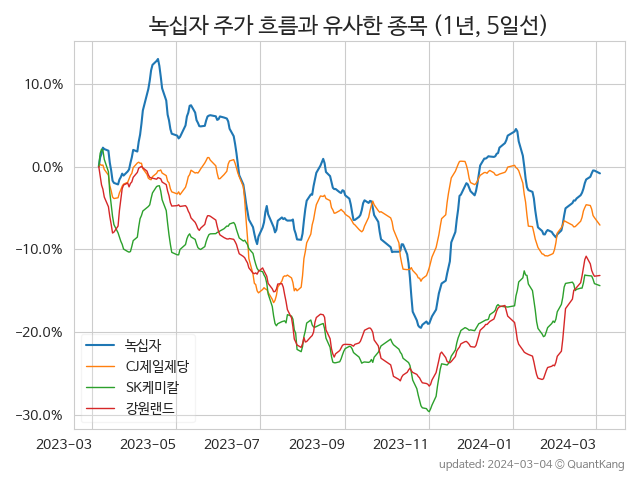 녹십자 주가 흐름과 유사한 종목 (1년, 5일선)
10.0%
0.0%
−10.0%
−20.0%
−30.0%
녹십자
CJ제일제당
SK케미칼
강원랜드
2023-03 2023-05 2023-07 2023-09 2023-11 2024-01 2024-03
updated: 2024-03-04 © QuantKang